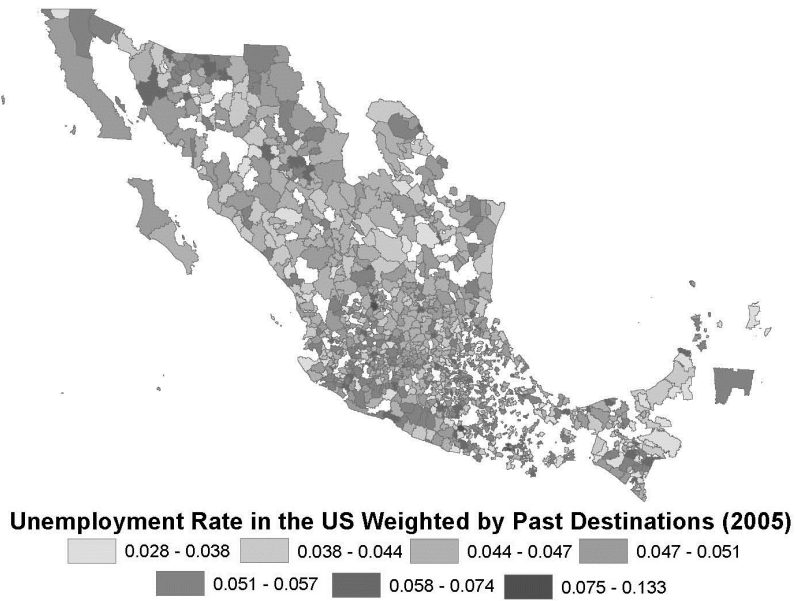 Unemployment Rate in the US Weighted by Past Destinations (2005)
0.028 - 0.038 0.038 - 0.044 0.044 - 0.047 0.047 - 0.051
0.051 - 0.057 0.058 - 0.074 0.075 - 0.133